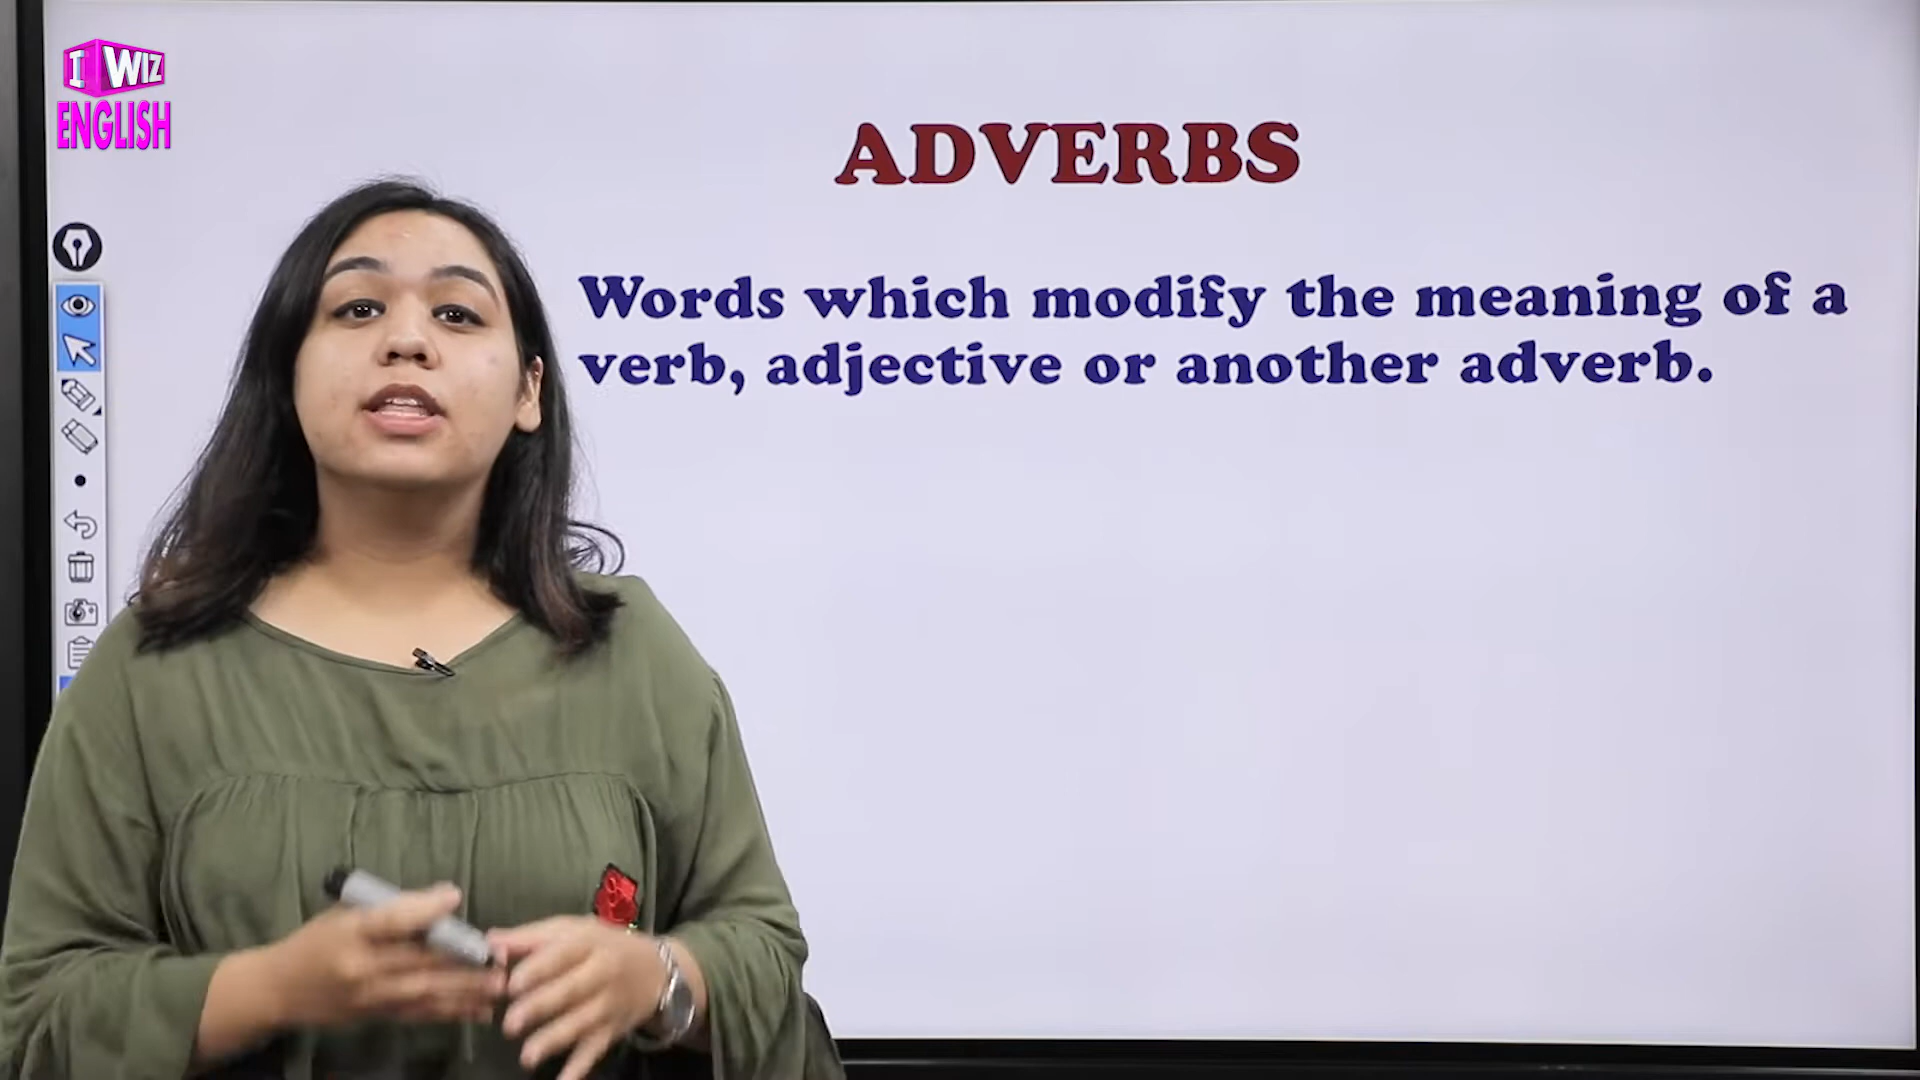 I WIZ
ENGLISH
ADVERBS
Words which modify the meaning of a
verb, adjective or another adverb.